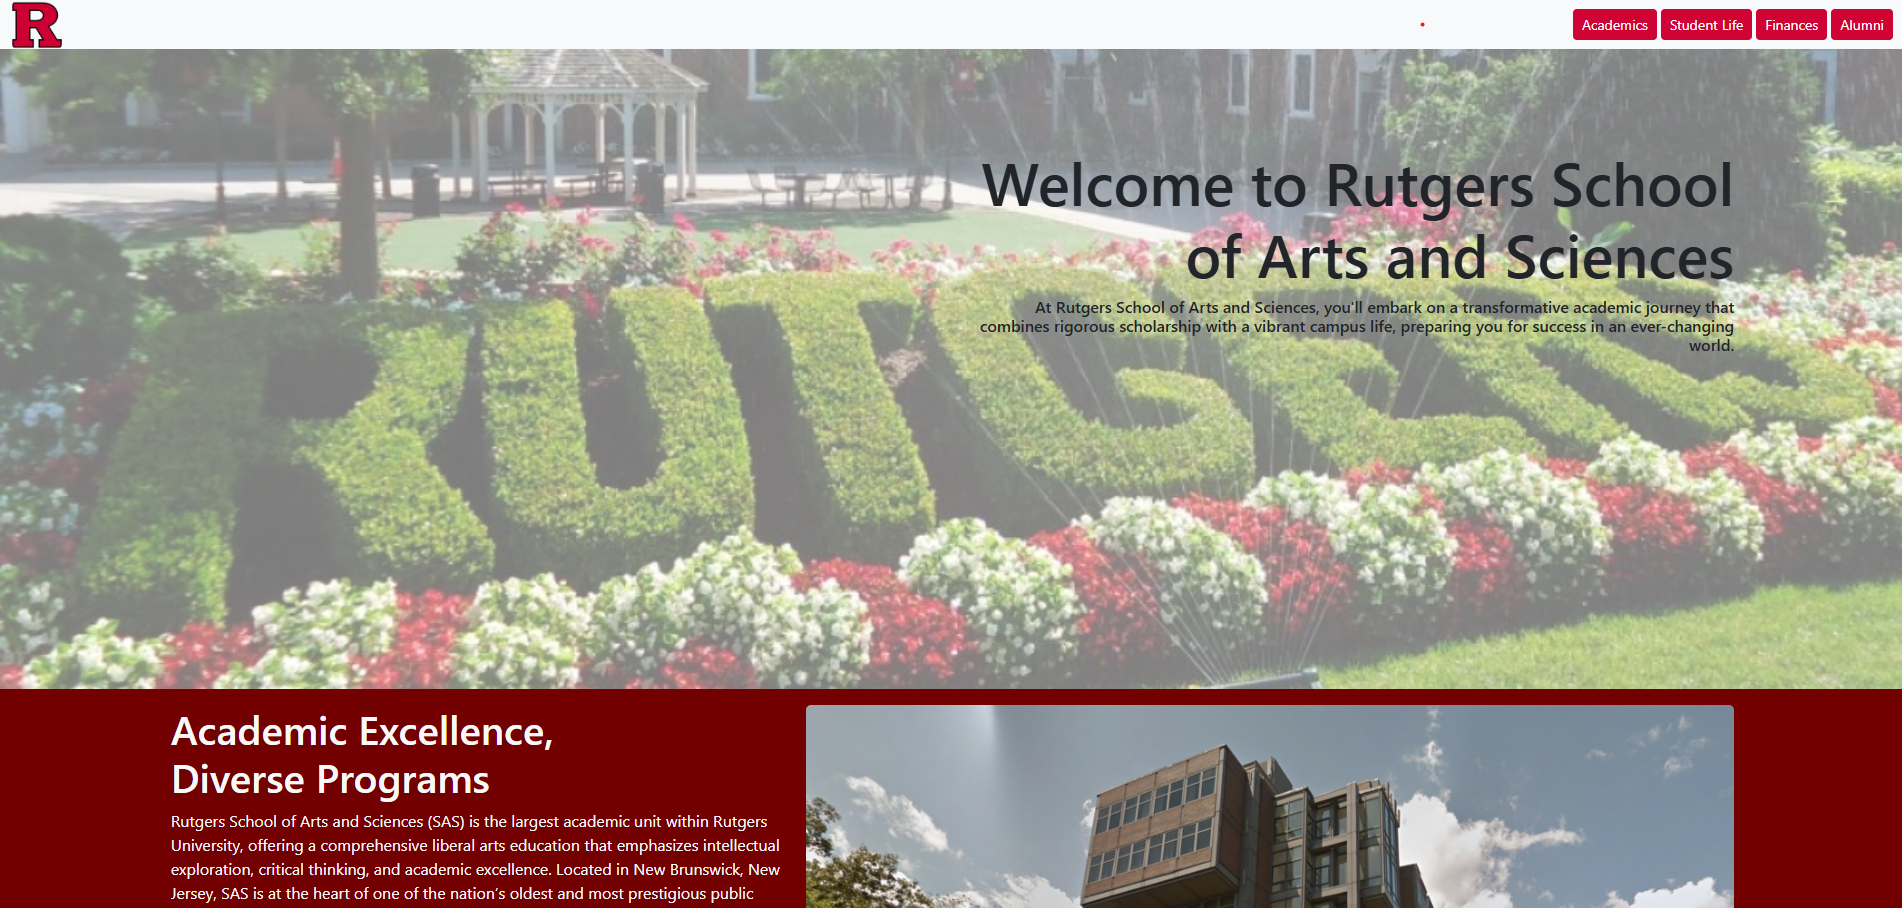 R
Academics Student Life Finances Alumni
Welcome to Rutgers School
of Arts and Sciences
At Rutgers School of Arts and Sciences, you'll embark on a transformative academic journey that
combines rigorous scholarship with a vibrant campus life, preparing you for success in an ever-changing
world.
RUTGERS
Academic Excellence,
Diverse Programs
Rutgers School of Arts and Sciences (SAS) is the largest academic unit within Rutgers
University, offering a comprehensive liberal arts education that emphasizes intellectual
exploration, critical thinking, and academic excellence. Located in New Brunswick, New
Jersey, SAS is at the heart of one of the nation’s oldest and most prestigious public